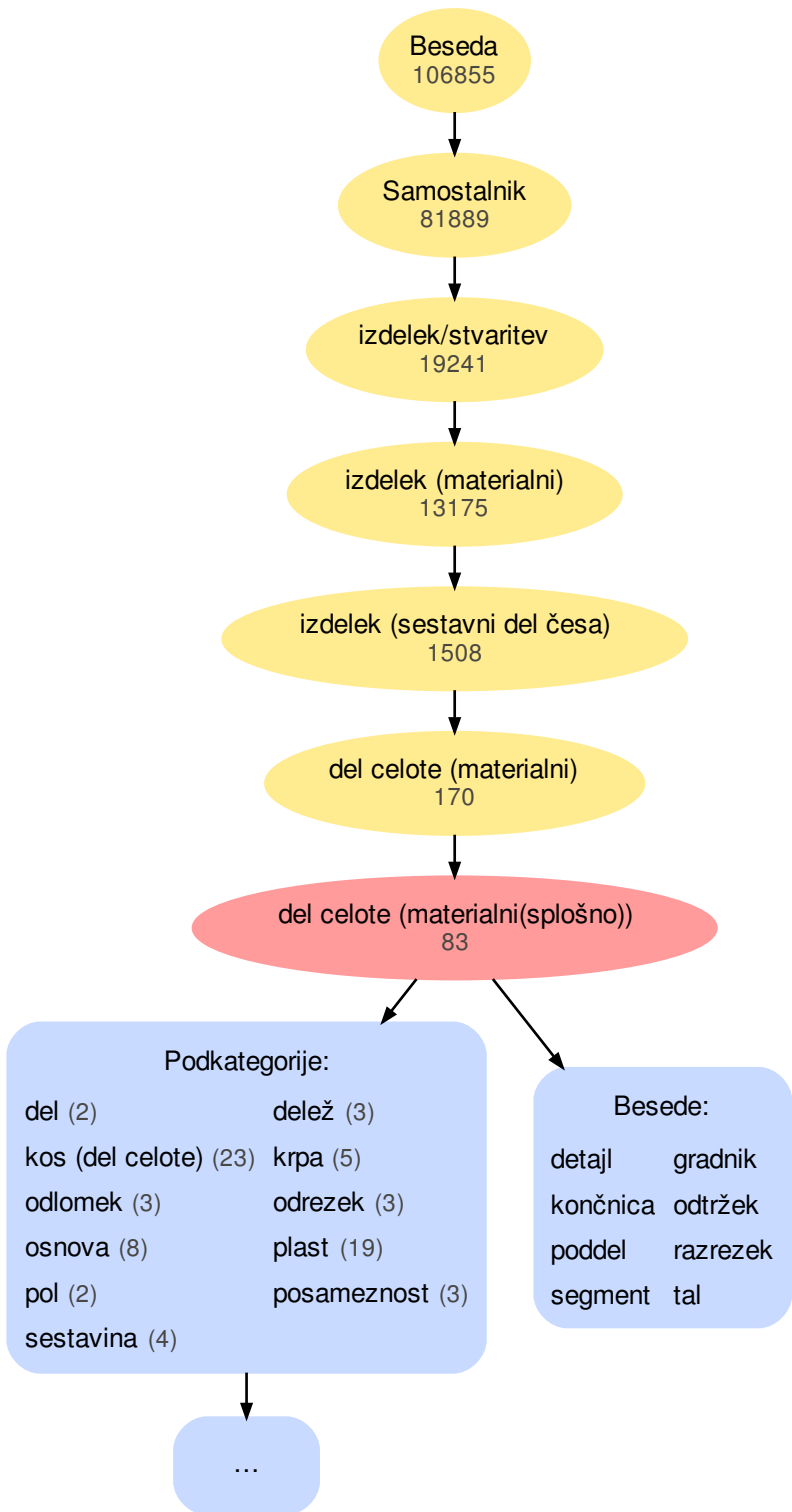 Beseda
106855
Samostalnik
81889
izdelek/stvaritev
19241
izdelek (materialni)
13175
izdelek (sestavni del česa)
1508
del celote (materialni)
170
del celote (materialni(splošno))
83
Podkategorije:
del (2) delež (3)
kos (del celote) (23) krpa (5)
odlomek (3) odrezek (3)
osnova (8) plast (19)
pol (2) posameznost (3)
sestavina (4)
Besede:
detajl gradnik
končnica odtržek
poddel razrezek
segment tal
...